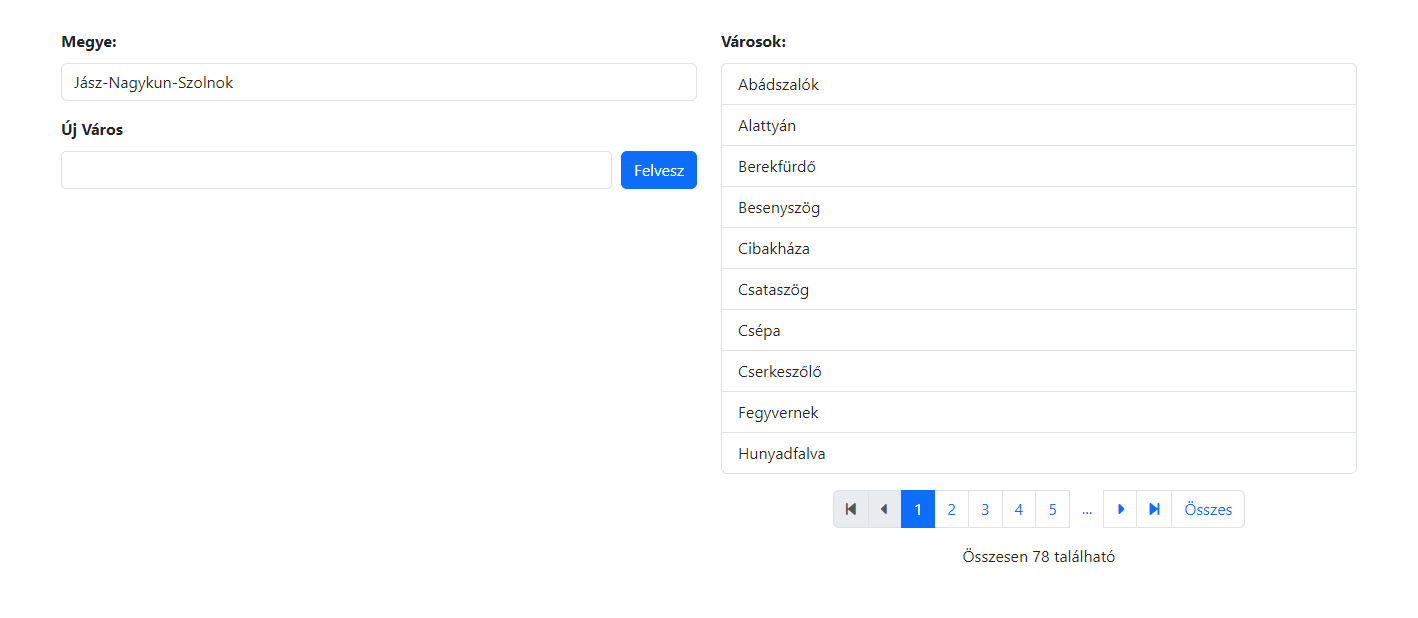 Megye:
Jász-Nagykun-Szolnok
Új Város
Felvesz
Városok:
Abádszalók
Alattyán
Berekfürdő
Besenyszög
Cibakháza
Csataszög
Csépa
Cserkeszőlő
Fegyvernek
Hunyadfalva
1 2 3 4 5 ... Összes
Összesen 78 található